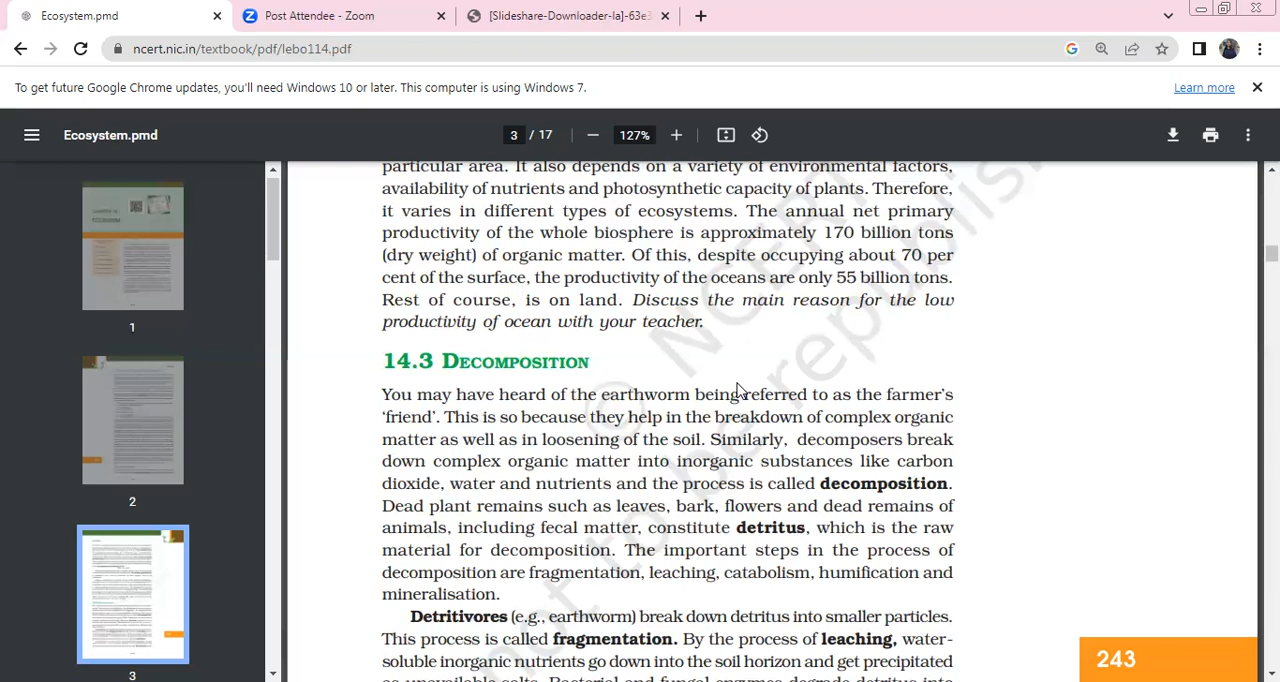 Ecosystem.pmd
Post Attendee - Zoom
[Slideshare-Downloader-la]-63e3
ncert.nic.in/textbook/pdf/lebo114.pdf
To get future Google Chrome updates, you'll need Windows 10 or later. This computer is using Windows 7.
Learn more
Ecosystem.pmd
3 / 17
127%
1
2
3
particular area. It also depends on a variety of environmental factors,
availability of nutrients and photosynthetic capacity of plants. Therefore,
it varies in different types of ecosystems. The annual net primary
productivity of the whole biosphere is approximately 170 billion tons
(dry weight) of organic matter. Of this, despite occupying about 70 per
cent of the surface, the productivity of the oceans are only 55 billion tons.
Rest of course, is on land. Discuss the main reason for the low
productivity of ocean with your teacher.
14.3 DECOMPOSITION
You may have heard of the earthworm being referred to as the farmer's
'friend'. This is so because they help in the breakdown of complex organic
matter as well as in loosening of the soil. Similarly, decomposers break
down complex organic matter into inorganic substances like carbon
dioxide, water and nutrients and the process is called decomposition.
Dead plant remains such as leaves, bark, flowers and dead remains of
animals, including fecal matter, constitute detritus, which is the raw
material for decomposition. The important steps in the process of
decomposition are fragmentation, leaching, catabolism, humification and
mineralisation.
Detritivores (e.g., earthworm) break down detritus into smaller particles.
This process is called fragmentation. By the process of leaching, water-
soluble inorganic nutrients go down into the soil horizon and get precipitated
as unavailable salts. Bacterial and fungal enzymes degrade detritus into
243
© NCERT
be republis